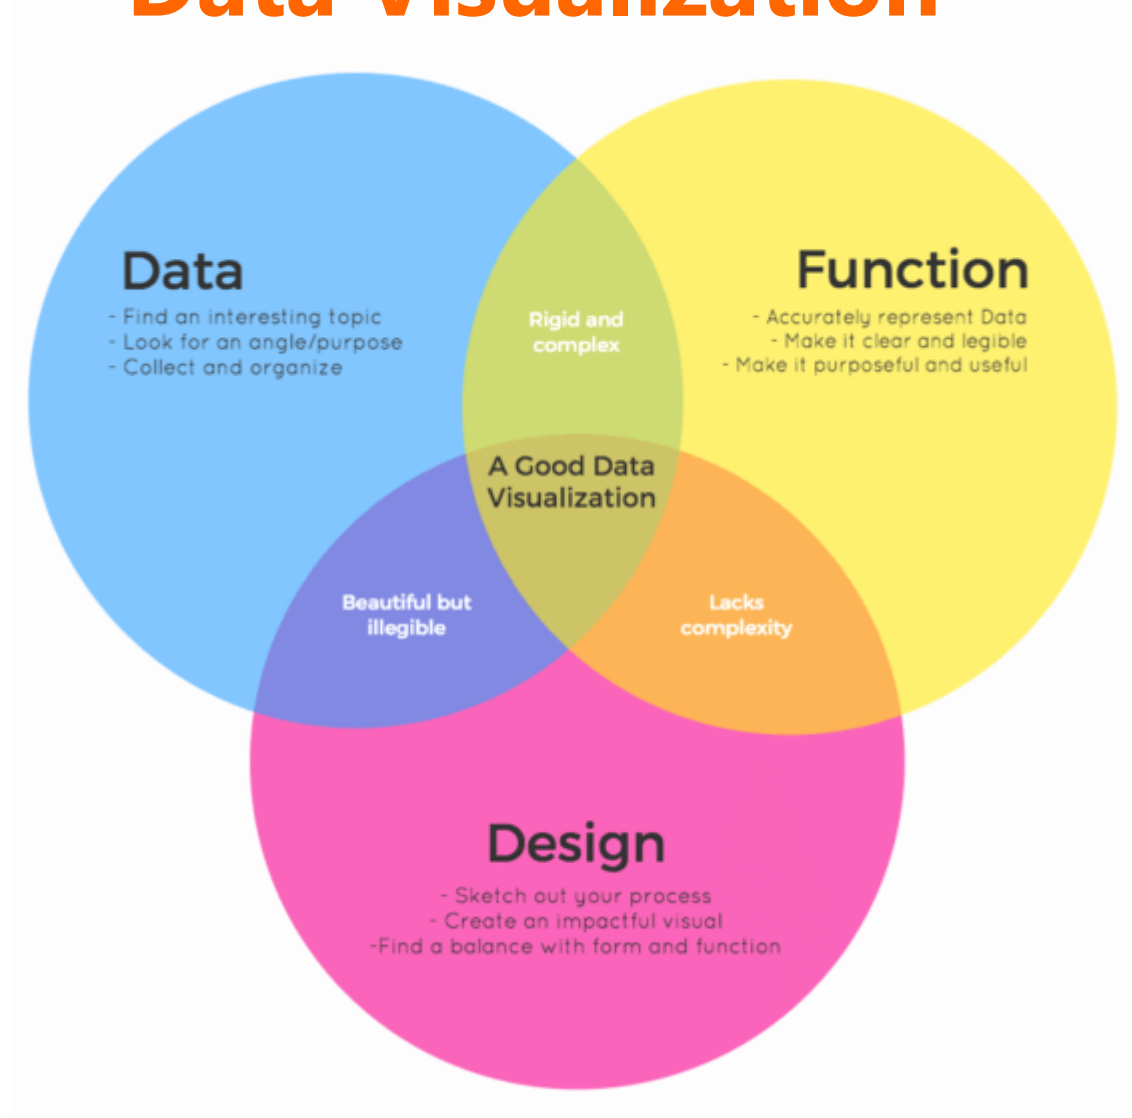 Data Visualization
Data
- Find an interesting topic
- Look for an angle/purpose
- Collect and organize
Function
- Accurately represent Data
- Make it clear and legible
- Make it purposeful and useful
Rigid and
complex
A Good Data
Visualization
Beautiful but
illegible
Lacks
complexity
Design
- Sketch out your process
- Create an impactful visual
-Find a balance with form and function